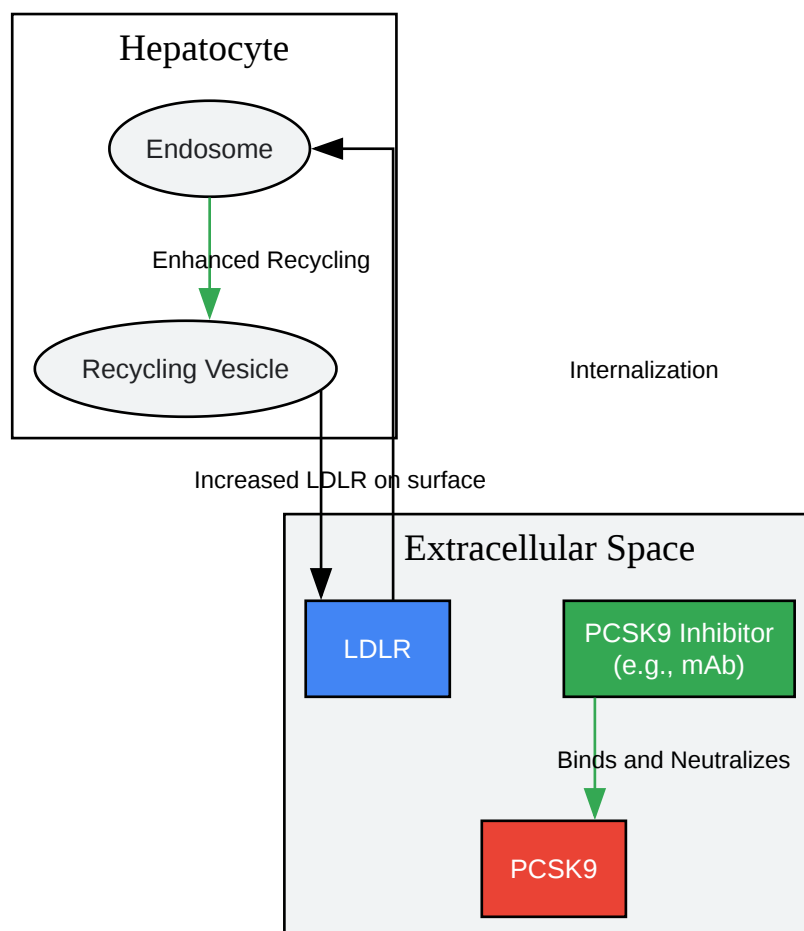 Hepatocyte
Endosome
Enhanced Recycling
Recycling Vesicle
Internalization
Increased LDLR on surface
Extracellular Space
LDLR
PCSK9 Inhibitor
(e.g., mAb)
Binds and Neutralizes
PCSK9